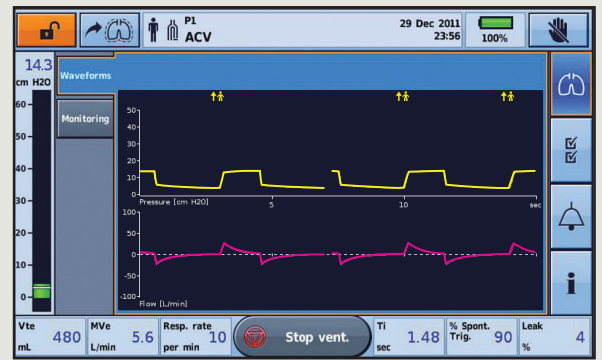 P1
ACV
29 Dec 2011
23:56
100%
14.3
cm H2O
60
50
40
30
20
10
0
Waveforms
Monitoring
50
40
30
20
10
0
Pressure [cm H2O]
5
10
sec
100
50
0
-50
-100
Flow [L/min]
Vte
480
mL
MVe
5.6
L/min
Resp. rate
10
per min
Stop vent.
Ti
1.48
sec
% Spont.
Trig.
90
Leak
4
%